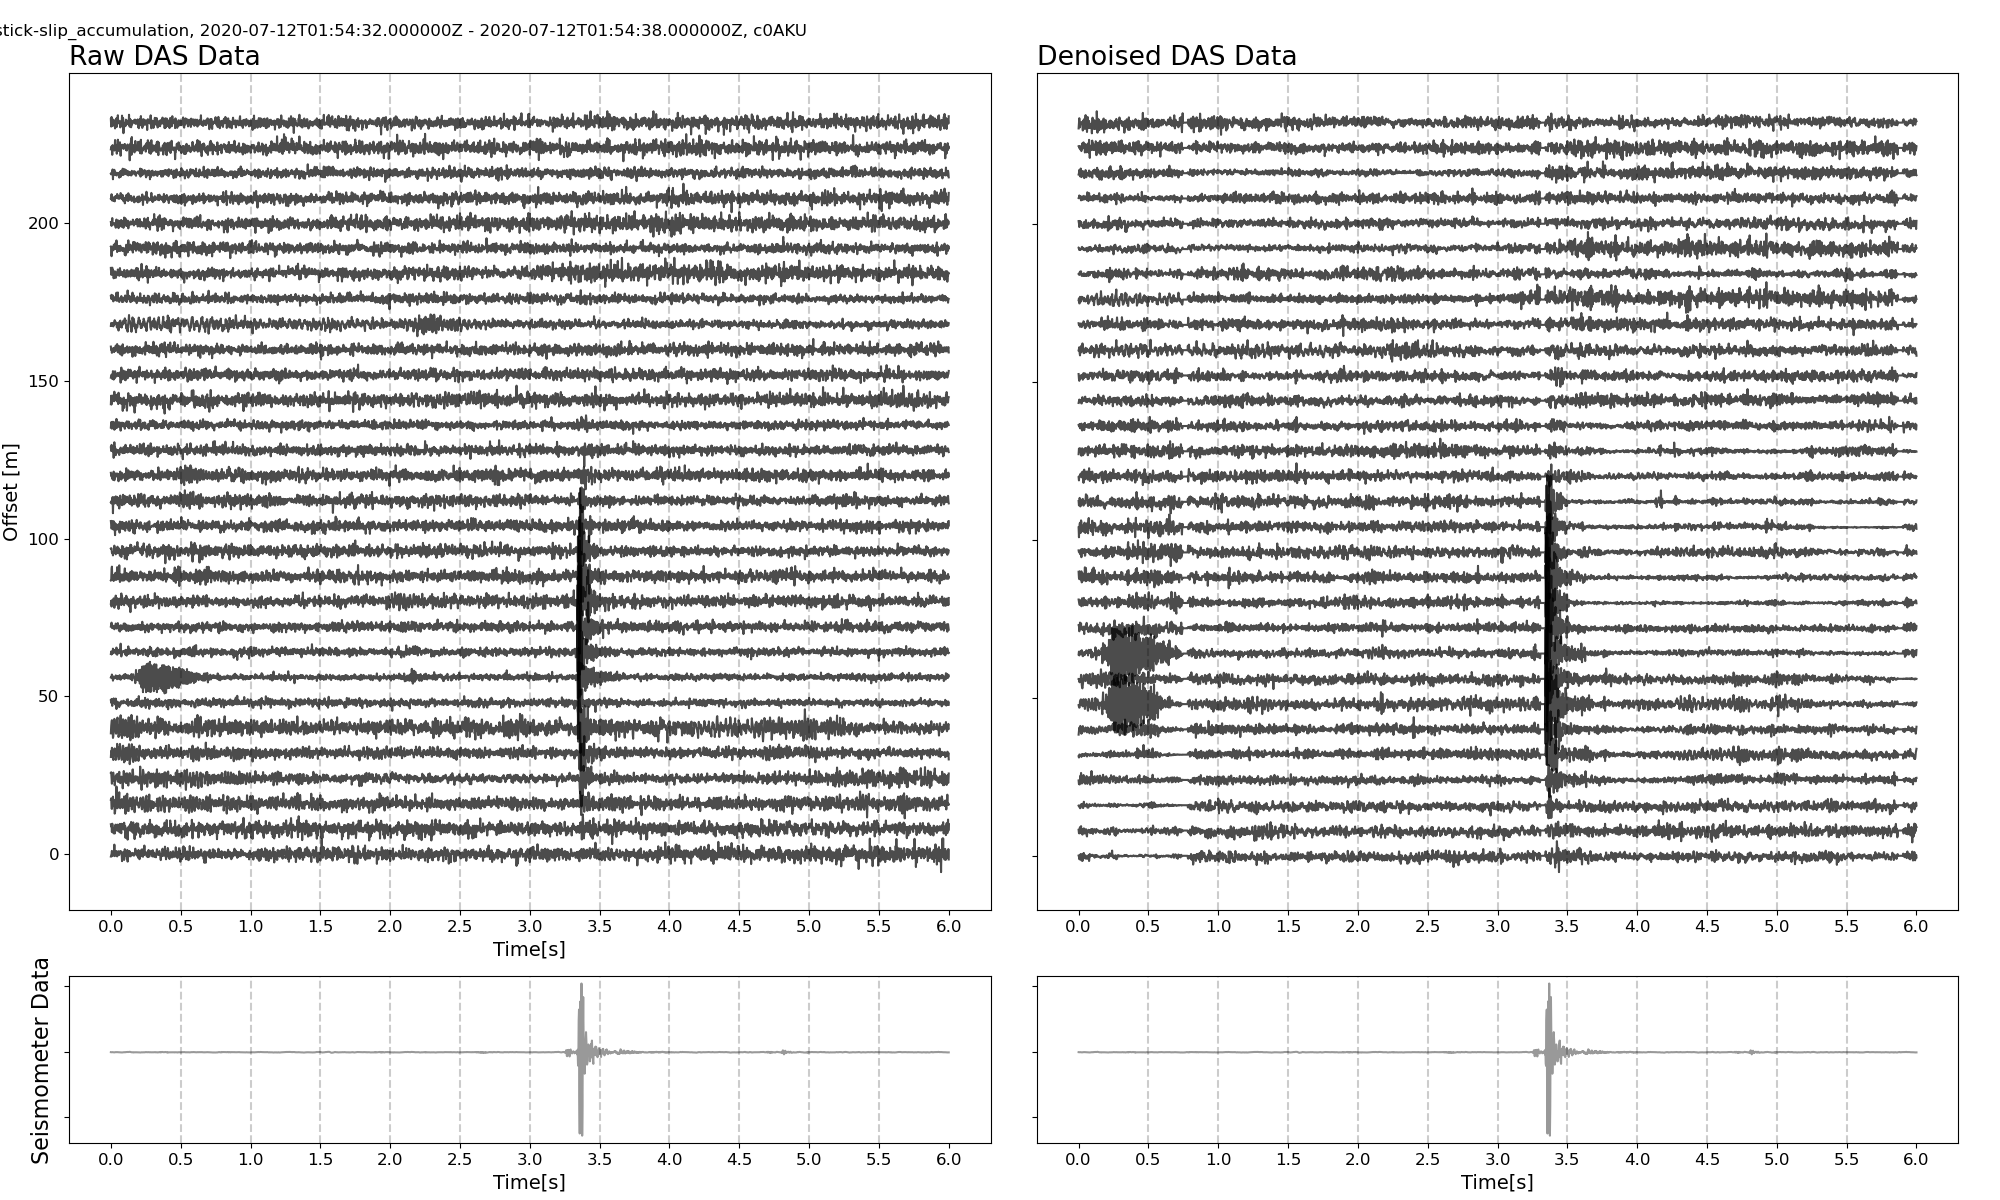 stick-slip_accumulation, 2020-07-12T01:54:32.000000Z - 2020-07-12T01:54:38.000000Z, c0AKU
Raw DAS Data
Denoised DAS Data
Offset [m]
200
150
100
50
0
0.0 0.5 1.0 1.5 2.0 2.5 3.0 3.5 4.0 4.5 5.0 5.5 6.0
Time[s]
0.0 0.5 1.0 1.5 2.0 2.5 3.0 3.5 4.0 4.5 5.0 5.5 6.0
Seismometer Data
0.0 0.5 1.0 1.5 2.0 2.5 3.0 3.5 4.0 4.5 5.0 5.5 6.0
Time[s]
0.0 0.5 1.0 1.5 2.0 2.5 3.0 3.5 4.0 4.5 5.0 5.5 6.0
Time[s]